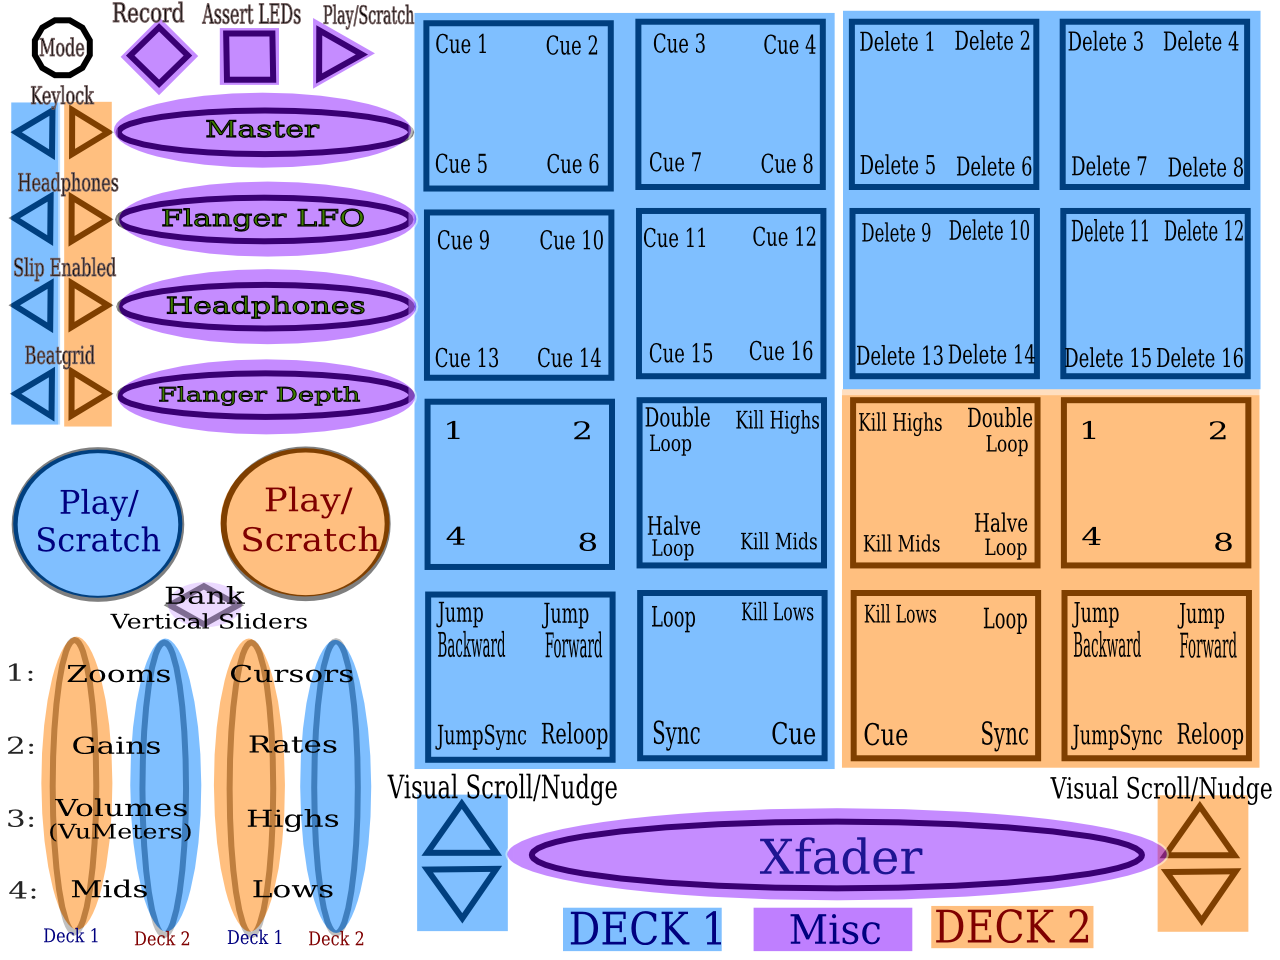 Record Assert LEDs Play/Scratch
Mode
Keylock
Master
Headphones
Flanger LFO
Slip Enabled
Headphones
Beatgrid
Flanger Depth
Play/
Scratch
Play/
Scratch
Bank
Vertical Sliders
1: Zooms Cursors
2: Gains Rates
3: Volumes
(VuMeters)
Highs
4: Mids Lows
Deck 1 Deck 2 Deck 1 Deck 2
Cue 1 Cue 2 Cue 3 Cue 4
Cue 5 Cue 6 Cue 7 Cue 8
Cue 9 Cue 10 Cue 11 Cue 12
Cue 13 Cue 14 Cue 15 Cue 16
Delete 1 Delete 2 Delete 3 Delete 4
Delete 5 Delete 6 Delete 7 Delete 8
Delete 9 Delete 10 Delete 11 Delete 12
Delete 13 Delete 14 Delete 15 Delete 16
1 2
4 8
Double
Loop
Kill Highs
Halve
Loop
Kill Mids
Kill Highs
Double
Loop
Kill Mids
Halve
Loop
1 2
4 8
Jump
Backward
Jump
Forward
JumpSync Reloop
Loop Kill Lows
Sync Cue
Kill Lows Loop
Cue Sync
Jump
Backward
Jump
Forward
JumpSync Reloop
Visual Scroll/Nudge Visual Scroll/Nudge
Xfader
DECK 1 Misc DECK 2